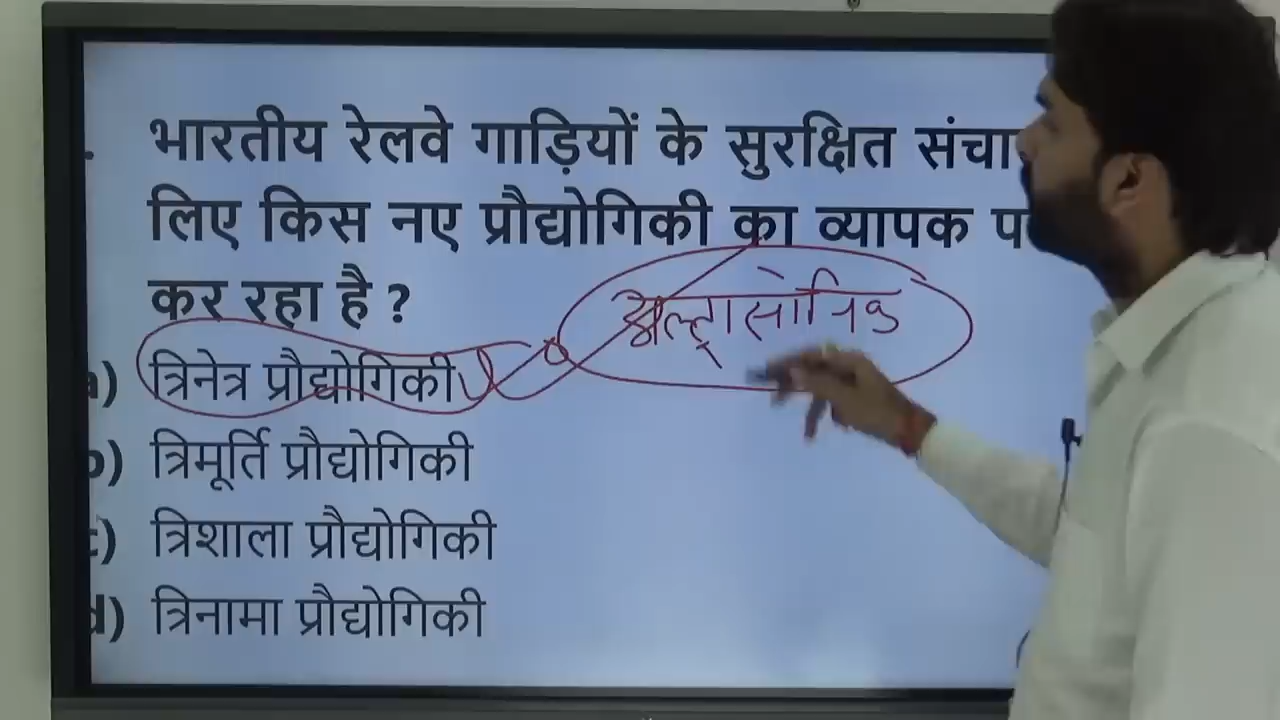 भारतीय रेलवे गाड़ियों के सुरक्षित संचा
लिए किस नए प्रौद्योगिकी का व्यापक प
कर रहा है ?
अल्ट्रासोनिक
a) त्रिनेत्र प्रौद्योगिकी
b) त्रिमूर्ति प्रौद्योगिकी
c) त्रिशाला प्रौद्योगिकी
d) त्रिनामा प्रौद्योगिकी